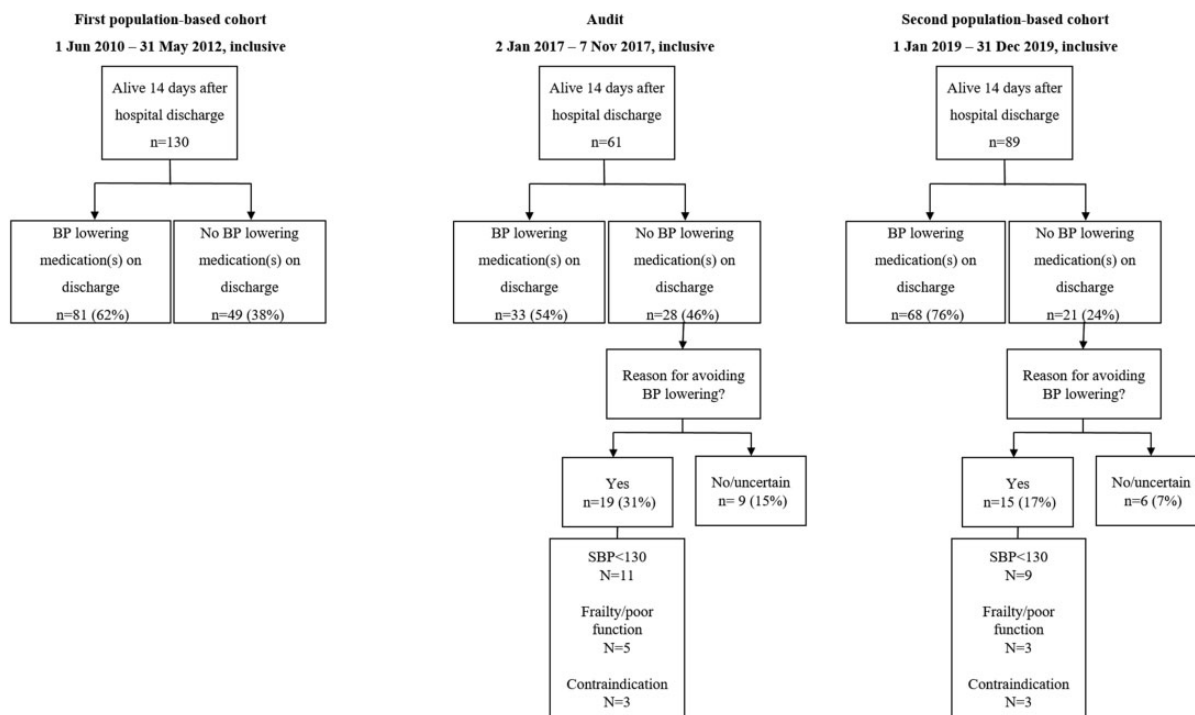 First population-based cohort
1 Jun 2010 – 31 May 2012, inclusive
Alive 14 days after
hospital discharge
n=130
BP lowering
medication(s) on
discharge
n=81 (62%)
No BP lowering
medication(s) on
discharge
n=49 (38%)
Audit
2 Jan 2017 – 7 Nov 2017, inclusive
Alive 14 days after
hospital discharge
n=61
BP lowering
medication(s) on
discharge
n=33 (54%)
No BP lowering
medication(s) on
discharge
n=28 (46%)
Reason for avoiding
BP lowering?
Yes
n=19 (31%)
No/uncertain
n= 9 (15%)
SBP<130
N=11
Frailty/poor
function
N=5
Contraindication
N=3
Second population-based cohort
1 Jan 2019 – 31 Dec 2019, inclusive
Alive 14 days after
hospital discharge
n=89
BP lowering
medication(s) on
discharge
n=68 (76%)
No BP lowering
medication(s) on
discharge
n=21 (24%)
Reason for avoiding
BP lowering?
Yes
n=15 (17%)
No/uncertain
n=6 (7%)
SBP<130
N=9
Frailty/poor
function
N=3
Contraindication
N=3